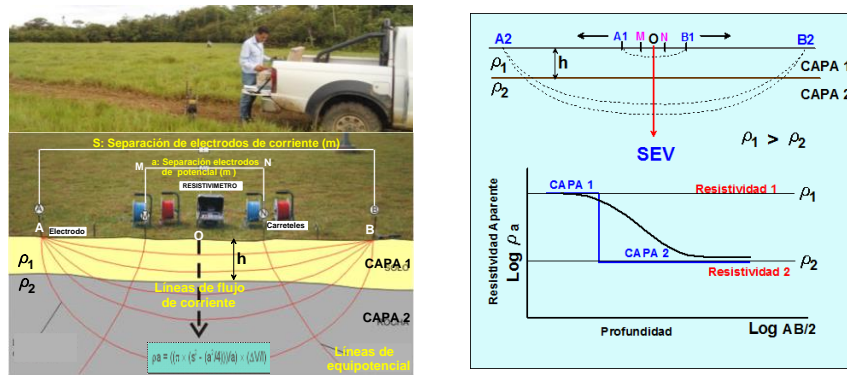 S: Separación de electrodos de corriente (m)
a: Separación electrodos
de potencial (m )
M
N
RESISTIVIMETRO
A
M
N
B
Electrodo
Carreteles
A
O
B
h
ρ1
CAPA 1
SUELO
ρ2
Líneas de flujo
de corriente
CAPA 2
ROCHA
Líneas de
equipotencial
ρa = ((π × (s² - (a²/4)))/a) × (ΔV/I)
A2
A1
M
O
N
B1
B2
ρ1
h
CAPA 1
ρ2
CAPA 2
SEV
ρ1 > ρ2
Resistividad Aparente
Log ρa
CAPA 1
Resistividad 1
ρ1
CAPA 2
ρ2
Resistividad 2
Profundidad
Log AB/2